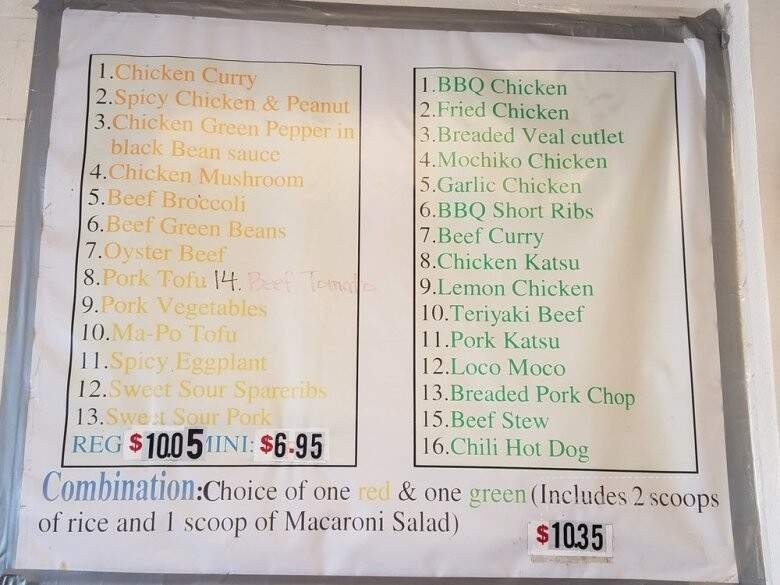 1.Chicken Curry
2.Spicy Chicken & Peanut
3.Chicken Green Pepper in
black Bean sauce
4.Chicken Mushroom
5.Beef Broccoli
6.Beef Green Beans
7.Oyster Beef
8.Pork Tofu 14. Beef Tomato
9.Pork Vegetables
10.Ma-Po Tofu
11.Spicy Eggplant
12.Sweet Sour Spareribs
13.Sweet Sour Pork
REG $10.05 MINI: $6.95
1.BBQ Chicken
2.Fried Chicken
3.Breaded Veal cutlet
4.Mochiko Chicken
5.Garlic Chicken
6.BBQ Short Ribs
7.Beef Curry
8.Chicken Katsu
9.Lemon Chicken
10.Teriyaki Beef
11.Pork Katsu
12.Loco Moco
13.Breaded Pork Chop
15.Beef Stew
16.Chili Hot Dog
Combination:Choice of one red & one green (Includes 2 scoops
of rice and 1 scoop of Macaroni Salad)
$10.35